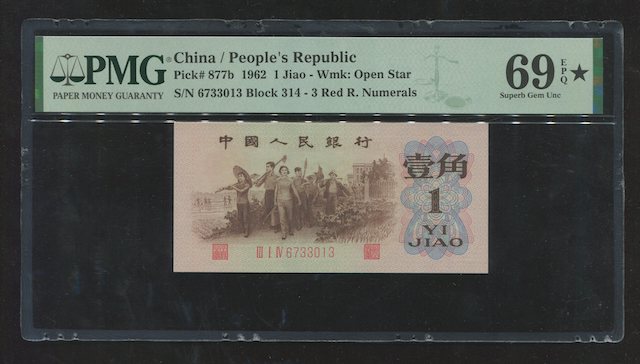 PMG
PAPER MONEY GUARANTY
China / People's Republic
Pick# 877b 1962 1 Jiao - Wmk: Open Star
S/N 6733013 Block 314 - 3 Red R. Numerals
69 EPQ ★
Superb Gem Unc
中國人民銀行
壹角
1
YI
JIAO
III I IV 6733013